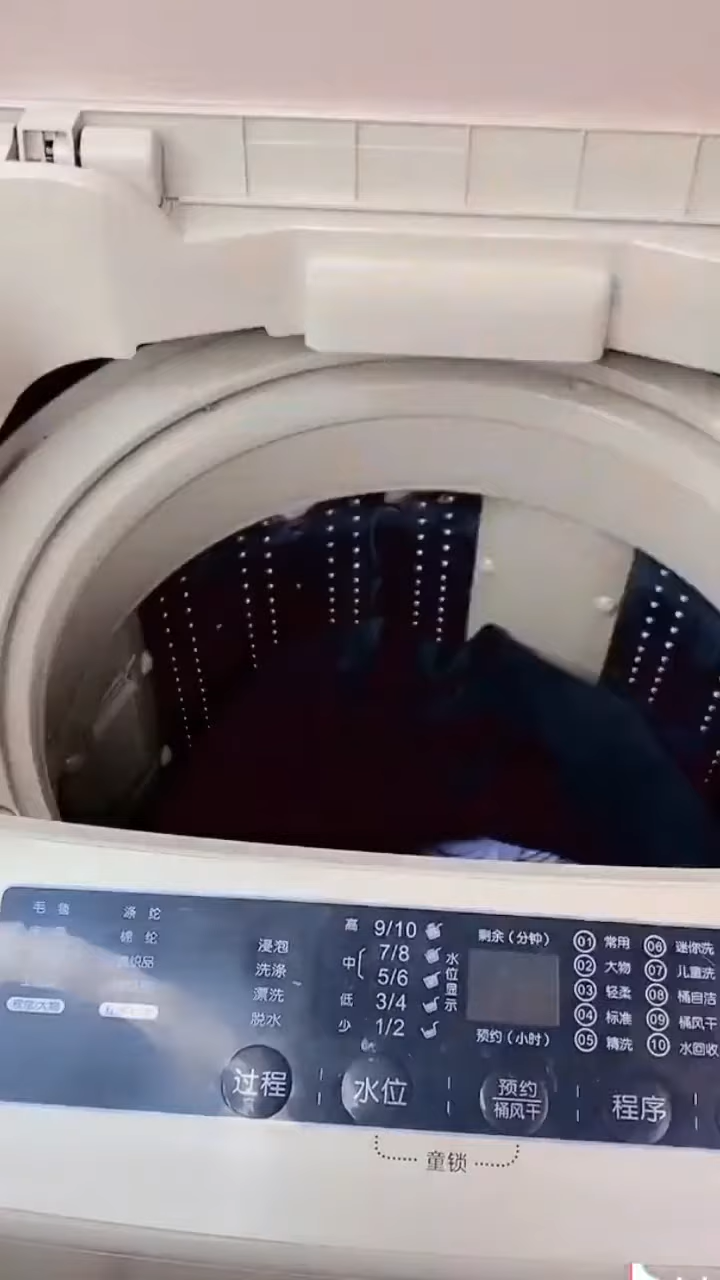 毛 毯
涤 纶
棉 纶
浸泡
洗涤
漂洗
脱水
高 9/10
中 7/8
5/6
低 3/4
少 1/2
水位显示
剩余(分钟)
预约(小时)
01 常用
02 大物
03 轻柔
04 标准
05 精洗
06 迷你洗
07 儿童洗
08 桶自洁
09 桶风干
10 水回收
过程
水位
预约
桶风干
程序
童锁